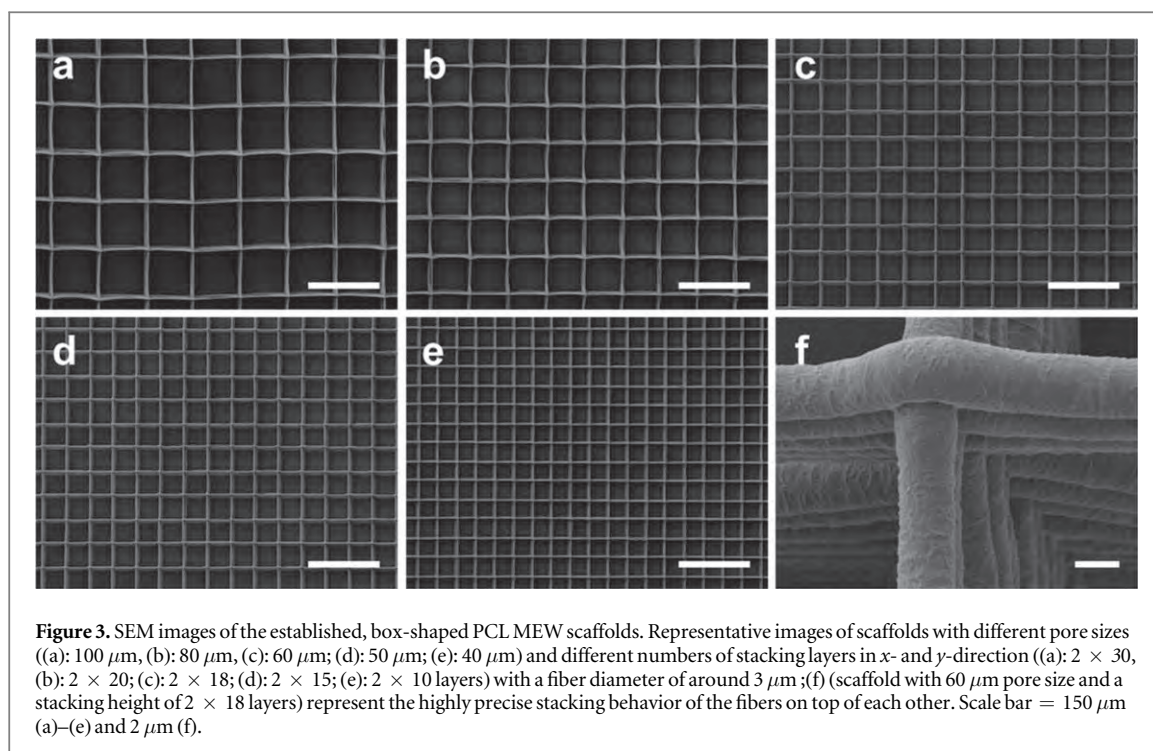 a
b
c
d
e
f
Figure 3. SEM images of the established, box-shaped PCL MEW scaffolds. Representative images of scaffolds with different pore sizes
((a): 100 μm, (b): 80 μm, (c): 60 μm; (d): 50 μm; (e): 40 μm) and different numbers of stacking layers in x- and y-direction ((a): 2 × 30,
(b): 2 × 20; (c): 2 × 18; (d): 2 × 15; (e): 2 × 10 layers) with a fiber diameter of around 3 μm ;(f) (scaffold with 60 μm pore size and a
stacking height of 2 × 18 layers) represent the highly precise stacking behavior of the fibers on top of each other. Scale bar = 150 μm
(a)–(e) and 2 μm (f).